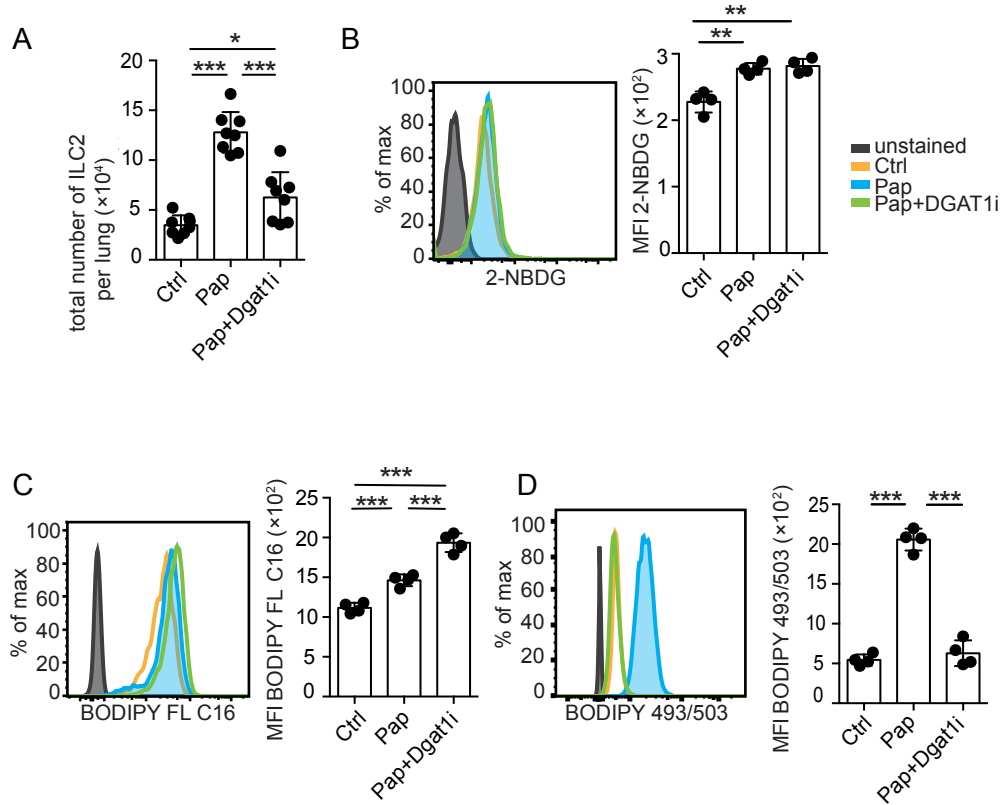 A
total number of ILC2
per lung (×10⁴)
20
15
10
5
0
*
*** ***
Ctrl
Pap
Pap+Dgat1i
B
% of max
100
80
60
40
20
0
2-NBDG
MFI 2-NBDG (×10²)
3
2
1
0
**
**
Ctrl
Pap
Pap+Dgat1i
unstained
Ctrl
Pap
Pap+DGAT1i
C
% of max
100
80
60
40
20
0
BODIPY FL C16
MFI BODIPY FL C16 (×10²)
25
20
15
10
5
0
***
*** ***
Ctrl
Pap
Pap+Dgat1i
D
% of max
100
80
60
40
20
0
BODIPY 493/503
MFI BODIPY 493/503 (×10²)
25
20
15
10
5
0
*** ***
Ctrl
Pap
Pap+Dgat1i